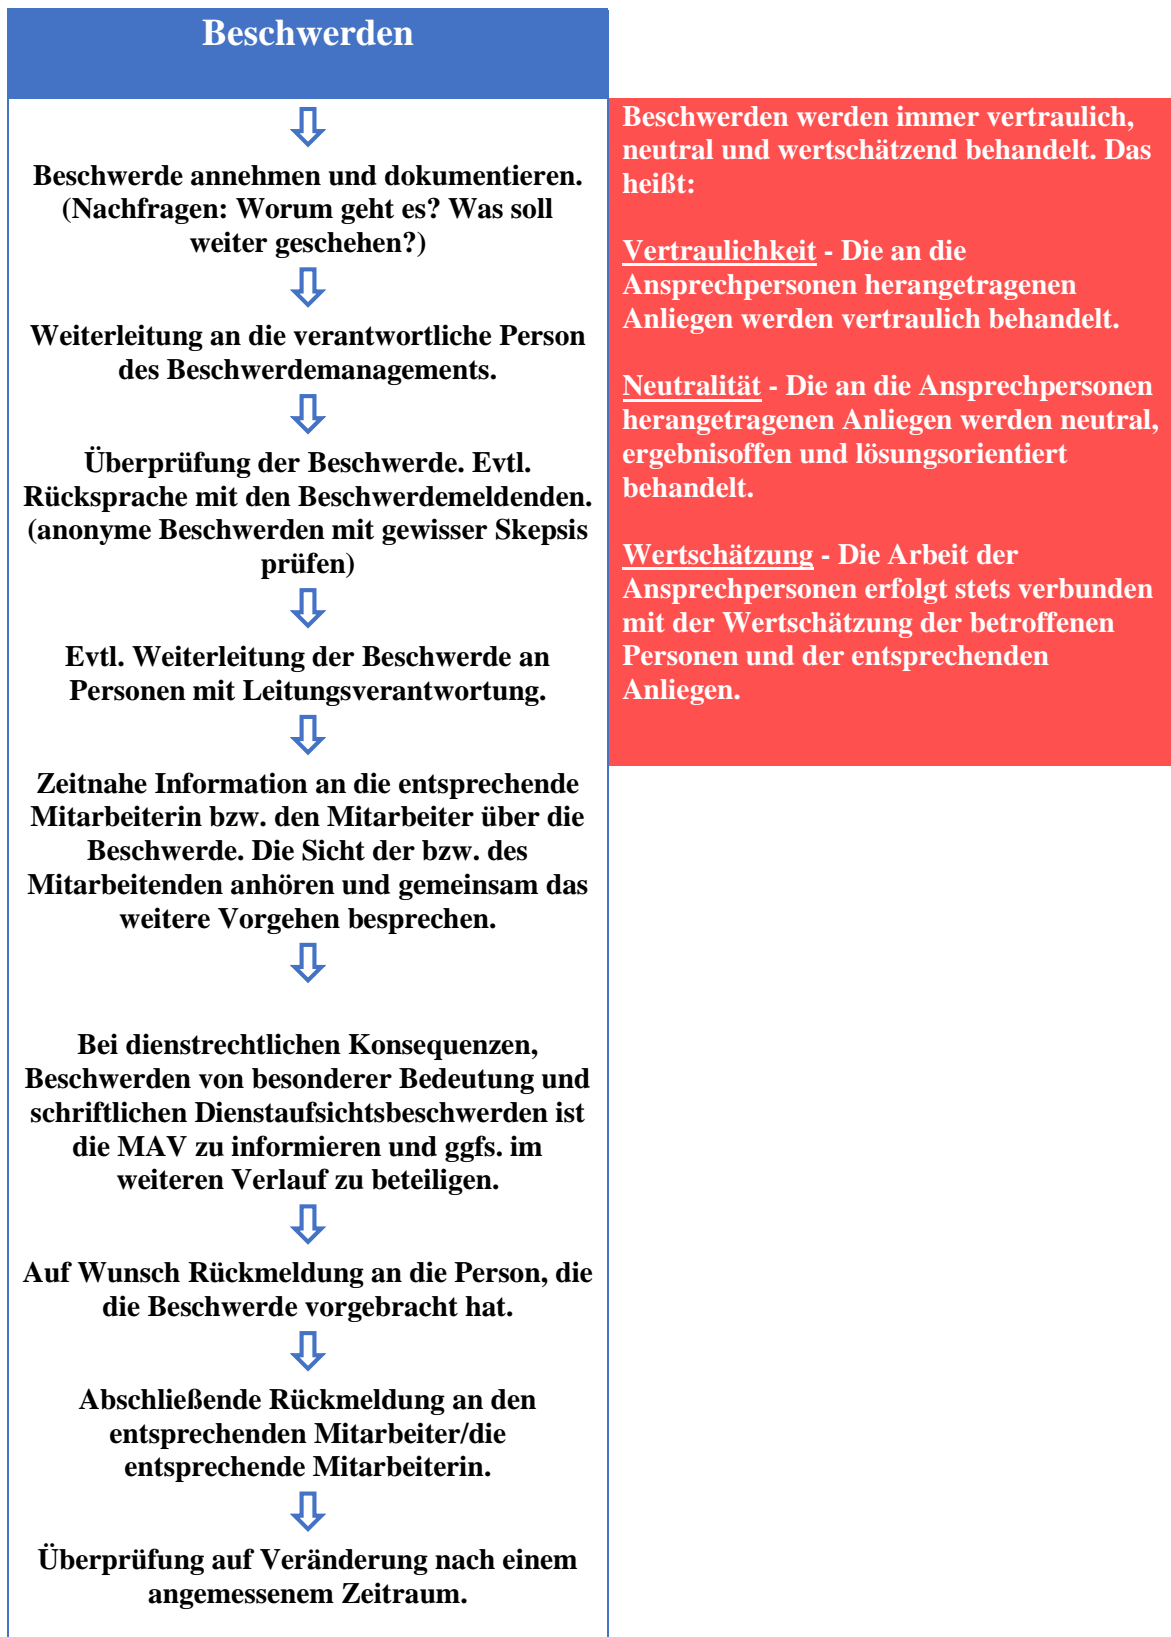 Beschwerden
Beschwerde annehmen und dokumentieren.
(Nachfragen: Worum geht es? Was soll
weiter geschehen?)
Weiterleitung an die verantwortliche Person
des Beschwerdemanagements.
Überprüfung der Beschwerde. Evtl.
Rücksprache mit den Beschwerdemeldenden.
(anonyme Beschwerden mit gewisser Skepsis
prüfen)
Evtl. Weiterleitung der Beschwerde an
Personen mit Leitungsverantwortung.
Zeitnahe Information an die entsprechende
Mitarbeiterin bzw. den Mitarbeiter über die
Beschwerde. Die Sicht der bzw. des
Mitarbeitenden anhören und gemeinsam das
weitere Vorgehen besprechen.
Bei dienstrechtlichen Konsequenzen,
Beschwerden von besonderer Bedeutung und
schriftlichen Dienstaufsichtsbeschwerden ist
die MAV zu informieren und ggfs. im
weiteren Verlauf zu beteiligen.
Auf Wunsch Rückmeldung an die Person, die
die Beschwerde vorgebracht hat.
Abschließende Rückmeldung an den
entsprechenden Mitarbeiter/die
entsprechende Mitarbeiterin.
Überprüfung auf Veränderung nach einem
angemessenem Zeitraum.
Beschwerden werden immer vertraulich,
neutral und wertschätzend behandelt. Das
heißt:
Vertraulichkeit - Die an die
Ansprechpersonen herangetragenen
Anliegen werden vertraulich behandelt.
Neutralität - Die an die Ansprechpersonen
herangetragenen Anliegen werden neutral,
ergebnisoffen und lösungsorientiert
behandelt.
Wertschätzung - Die Arbeit der
Ansprechpersonen erfolgt stets verbunden
mit der Wertschätzung der betroffenen
Personen und der entsprechenden
Anliegen.